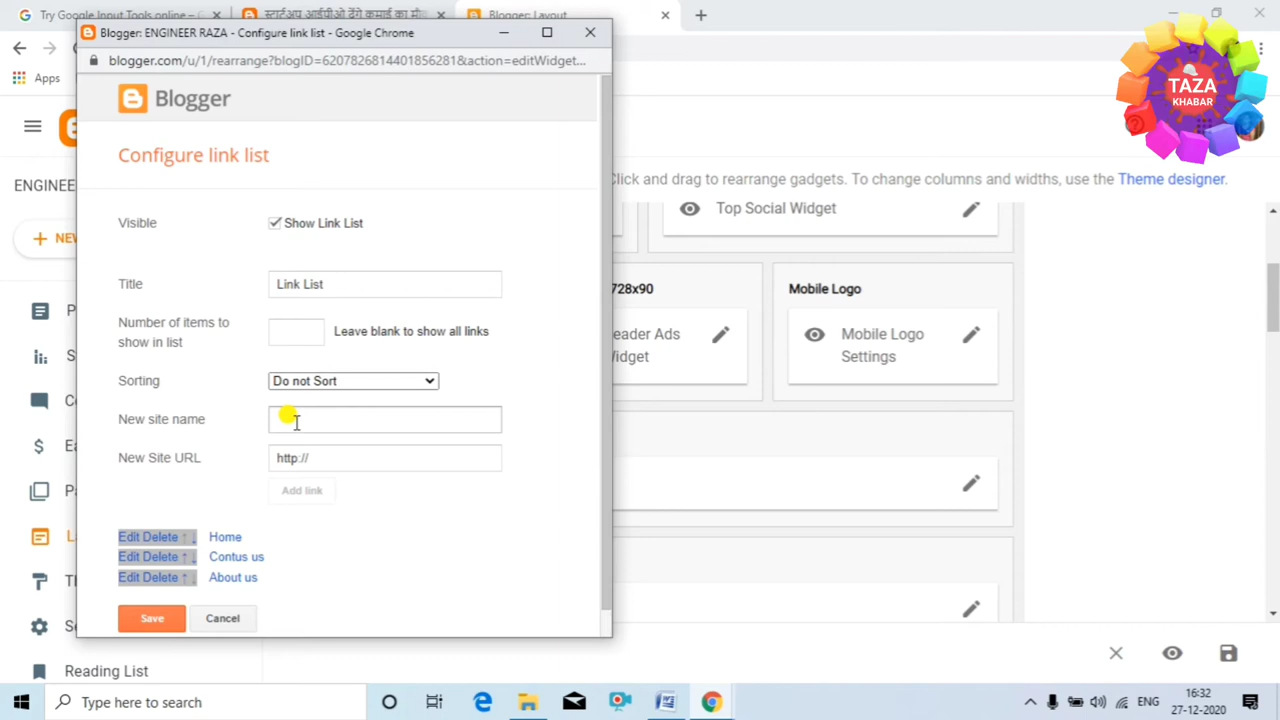 Try Google Input Tools online –
स्टार्टअप आईपीओ देंगे कमाई का मौ
Blogger: Layout
Blogger: ENGINEER RAZA - Configure link list - Google Chrome
blogger.com/u/1/rearrange?blogID=6207826814401856281&action=editWidget...
Apps
Blogger
TAZA
KHABAR
Configure link list
ENGINEE
Click and drag to rearrange gadgets. To change columns and widths, use the Theme designer.
Top Social Widget
Visible
Show Link List
+ NEW
Title
Link List
728x90
Mobile Logo
Number of items to
show in list
Leave blank to show all links
eader Ads
Widget
Mobile Logo
Settings
Sorting
Do not Sort
New site name
New Site URL
http://
Add link
Edit Delete ↑ ↓ Home
Edit Delete ↑ ↓ Contus us
Edit Delete ↑ ↓ About us
Save
Cancel
Reading List
Type here to search
ENG
16:32
27-12-2020